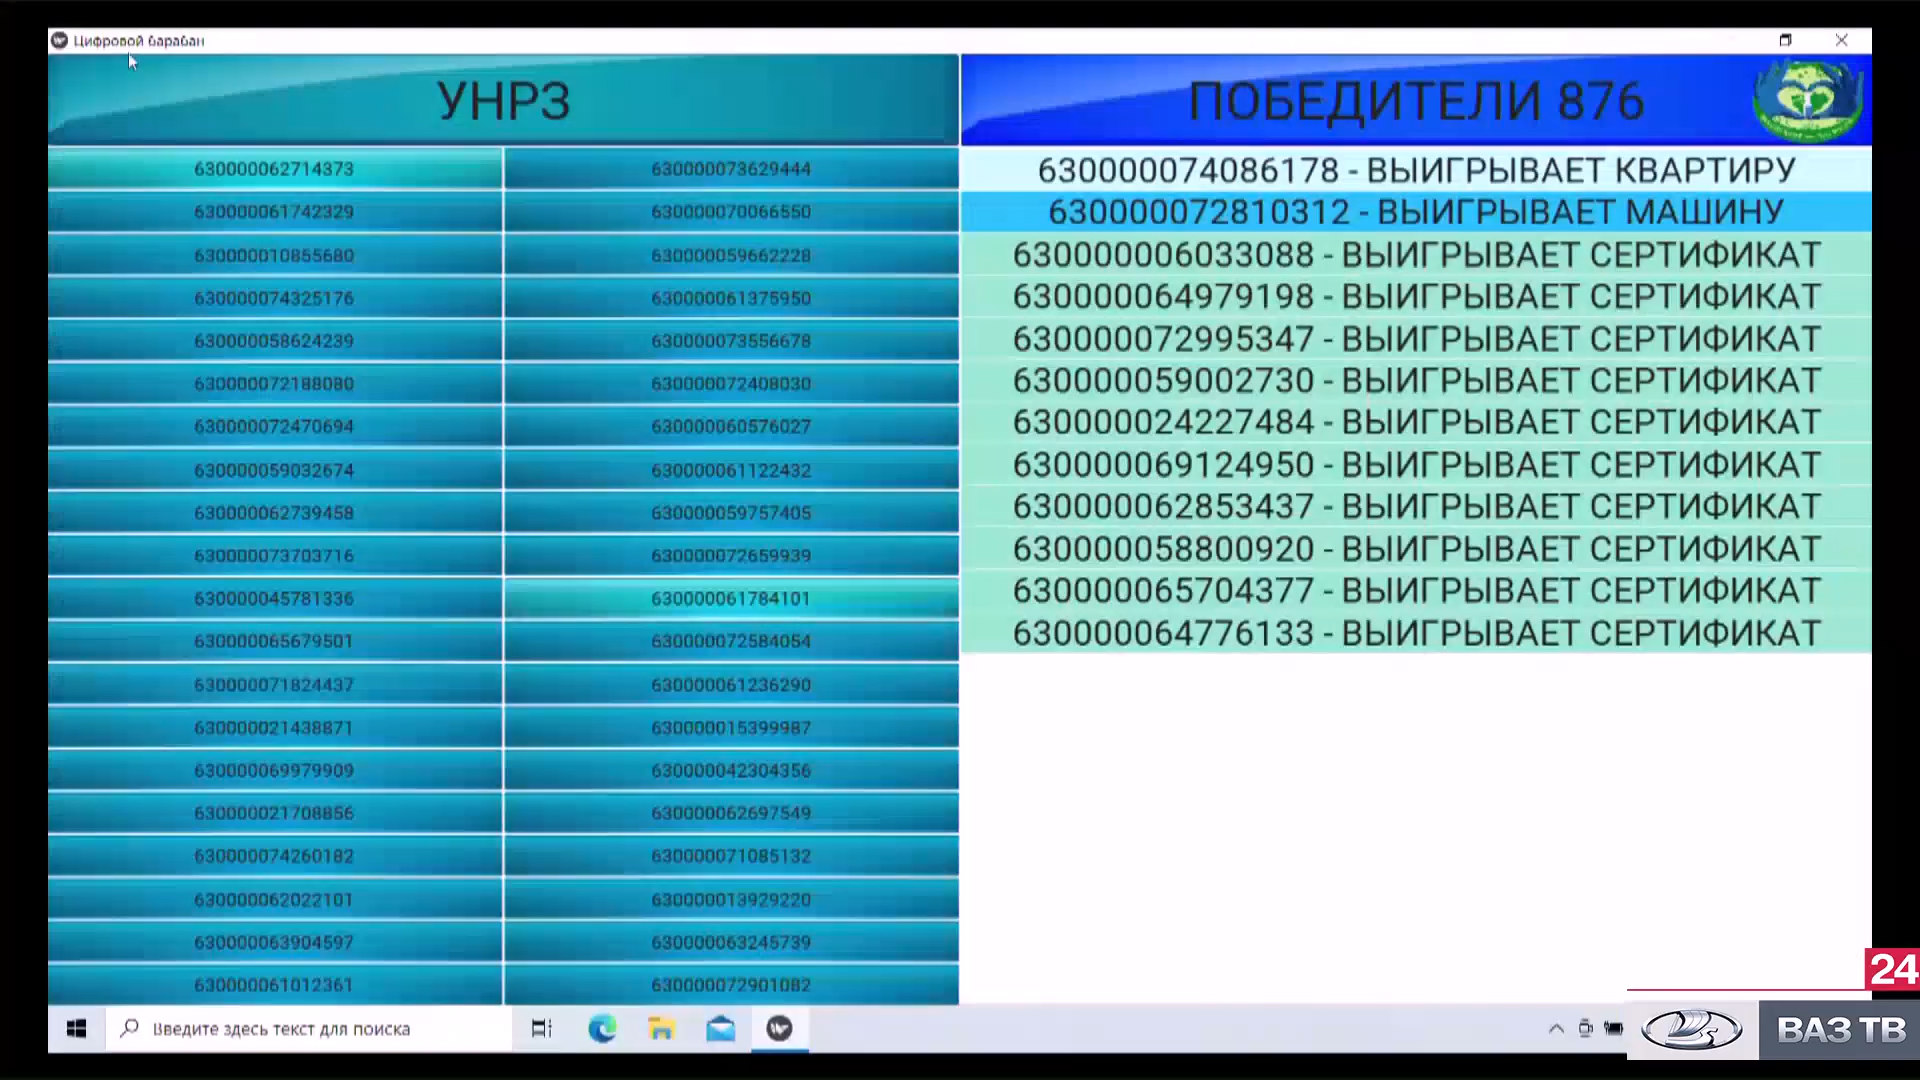 Цифровой барабан
УНРЗ
ПОБЕДИТЕЛИ 876
630000062714373 630000073629444
630000061742329 630000070066550
630000010855680 630000059662228
630000074325176 630000061375950
630000058624239 630000073556678
630000072188080 630000072408030
630000072470694 630000060576027
630000059032674 630000061122432
630000062739458 630000059757405
630000073703716 630000072659939
630000045781336 630000061784101
630000065679501 630000072584054
630000071824437 630000061236290
630000021438871 630000015399987
630000069979909 630000042304356
630000021708856 630000062697549
630000074260182 630000071085132
630000062022101 630000013929220
630000063904597 630000063245739
630000061012361 630000072901082
630000074086178 - ВЫИГРЫВАЕТ КВАРТИРУ
630000072810312 - ВЫИГРЫВАЕТ МАШИНУ
630000006033088 - ВЫИГРЫВАЕТ СЕРТИФИКАТ
630000064979198 - ВЫИГРЫВАЕТ СЕРТИФИКАТ
630000072995347 - ВЫИГРЫВАЕТ СЕРТИФИКАТ
630000059002730 - ВЫИГРЫВАЕТ СЕРТИФИКАТ
630000024227484 - ВЫИГРЫВАЕТ СЕРТИФИКАТ
630000069124950 - ВЫИГРЫВАЕТ СЕРТИФИКАТ
630000062853437 - ВЫИГРЫВАЕТ СЕРТИФИКАТ
630000058800920 - ВЫИГРЫВАЕТ СЕРТИФИКАТ
630000065704377 - ВЫИГРЫВАЕТ СЕРТИФИКАТ
630000064776133 - ВЫИГРЫВАЕТ СЕРТИФИКАТ
Введите здесь текст для поиска
24
ВАЗ ТВ